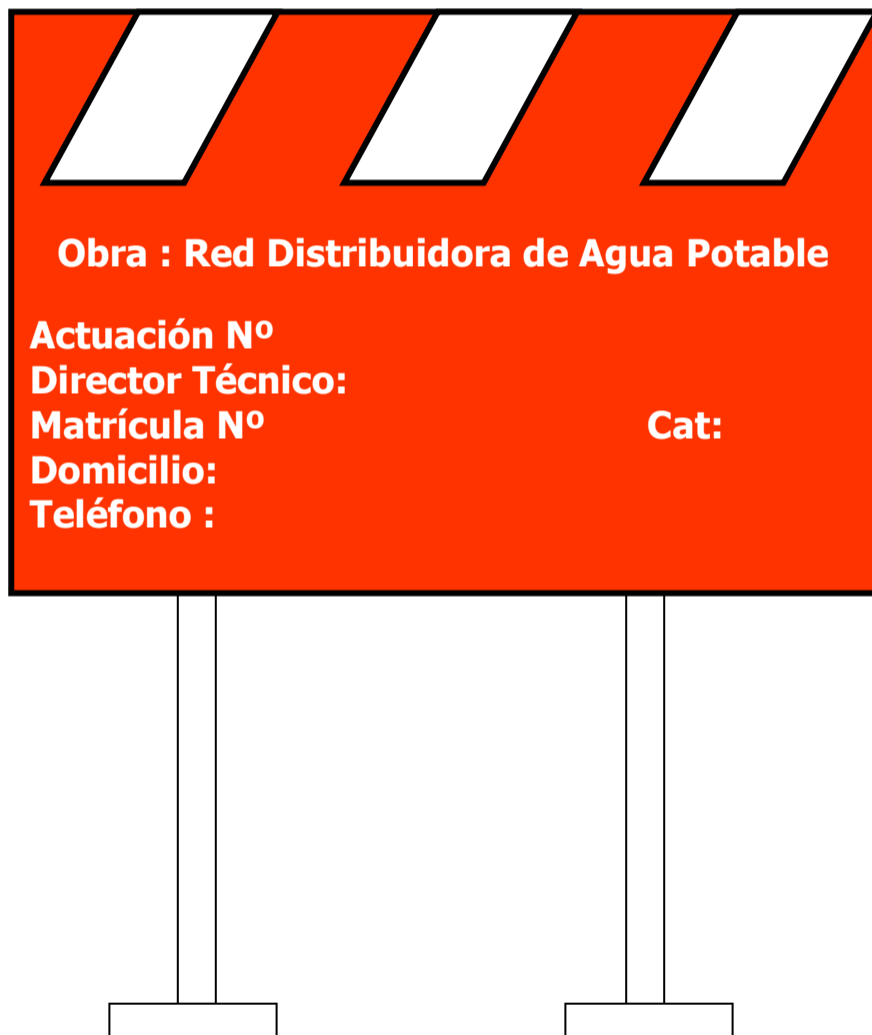 Obra : Red Distribuidora de Agua Potable
Actuación Nº
Director Técnico:
Matrícula Nº Cat:
Domicilio:
Teléfono :